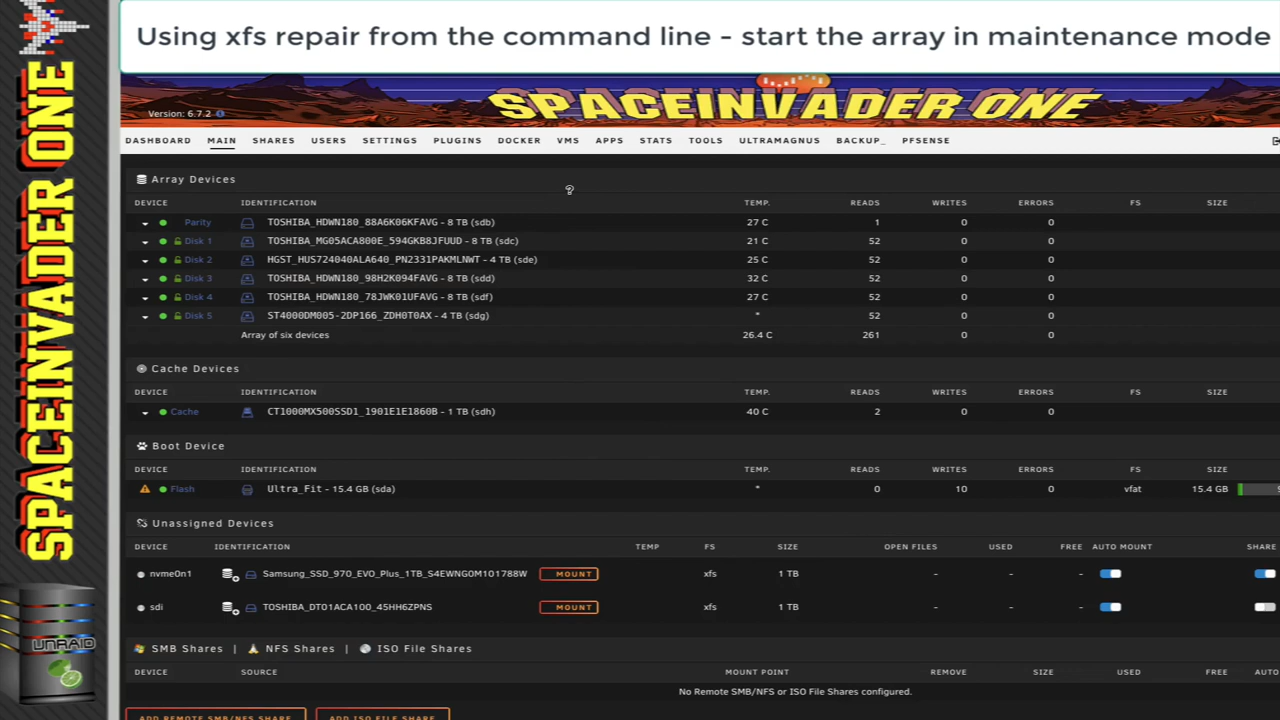 Using xfs repair from the command line - start the array in maintenance mode
SPACEINVADER ONE
UNRAID
Version: 6.7.2
SPACEINVADER ONE
DASHBOARD MAIN SHARES USERS SETTINGS PLUGINS DOCKER VMS APPS STATS TOOLS ULTRAMAGNUS BACKUP_ PFSENSE
Array Devices
DEVICE IDENTIFICATION TEMP. READS WRITES ERRORS FS SIZE
Parity TOSHIBA_HDWN180_88A6K06KFAVG - 8 TB (sdb) 27 C 1 0 0
Disk 1 TOSHIBA_MG05ACA800E_594GKB8JFUUD - 8 TB (sdc) 21 C 52 0 0
Disk 2 HGST_HUS724040ALA640_PN2331PAKMLNWT - 4 TB (sde) 25 C 52 0 0
Disk 3 TOSHIBA_HDWN180_98H2K094FAVG - 8 TB (sdd) 32 C 52 0 0
Disk 4 TOSHIBA_HDWN180_78JWK01UFAVG - 8 TB (sdf) 27 C 52 0 0
Disk 5 ST4000DM005-2DP166_ZDH0T0AX - 4 TB (sdg) * 52 0 0
Array of six devices 26.4 C 261 0 0
Cache Devices
DEVICE IDENTIFICATION TEMP. READS WRITES ERRORS FS SIZE
Cache CT1000MX500SSD1_1901E1E1860B - 1 TB (sdh) 40 C 2 0 0
Boot Device
DEVICE IDENTIFICATION TEMP. READS WRITES ERRORS FS SIZE
Flash Ultra_Fit - 15.4 GB (sda) * 0 10 0 vfat 15.4 GB
Unassigned Devices
DEVICE IDENTIFICATION TEMP FS SIZE OPEN FILES USED FREE AUTO MOUNT SHARE
nvme0n1 Samsung_SSD_970_EVO_Plus_1TB_S4EWNG0M101788W MOUNT xfs 1 TB - - -
sdi TOSHIBA_DT01ACA100_45HH6ZPNS MOUNT xfs 1 TB - - -
SMB Shares | NFS Shares | ISO File Shares
DEVICE SOURCE MOUNT POINT REMOVE SIZE USED FREE AUTO
No Remote SMB/NFS or ISO File Shares configured.
ADD REMOTE SMB/NFS SHARE ADD ISO FILE SHARE